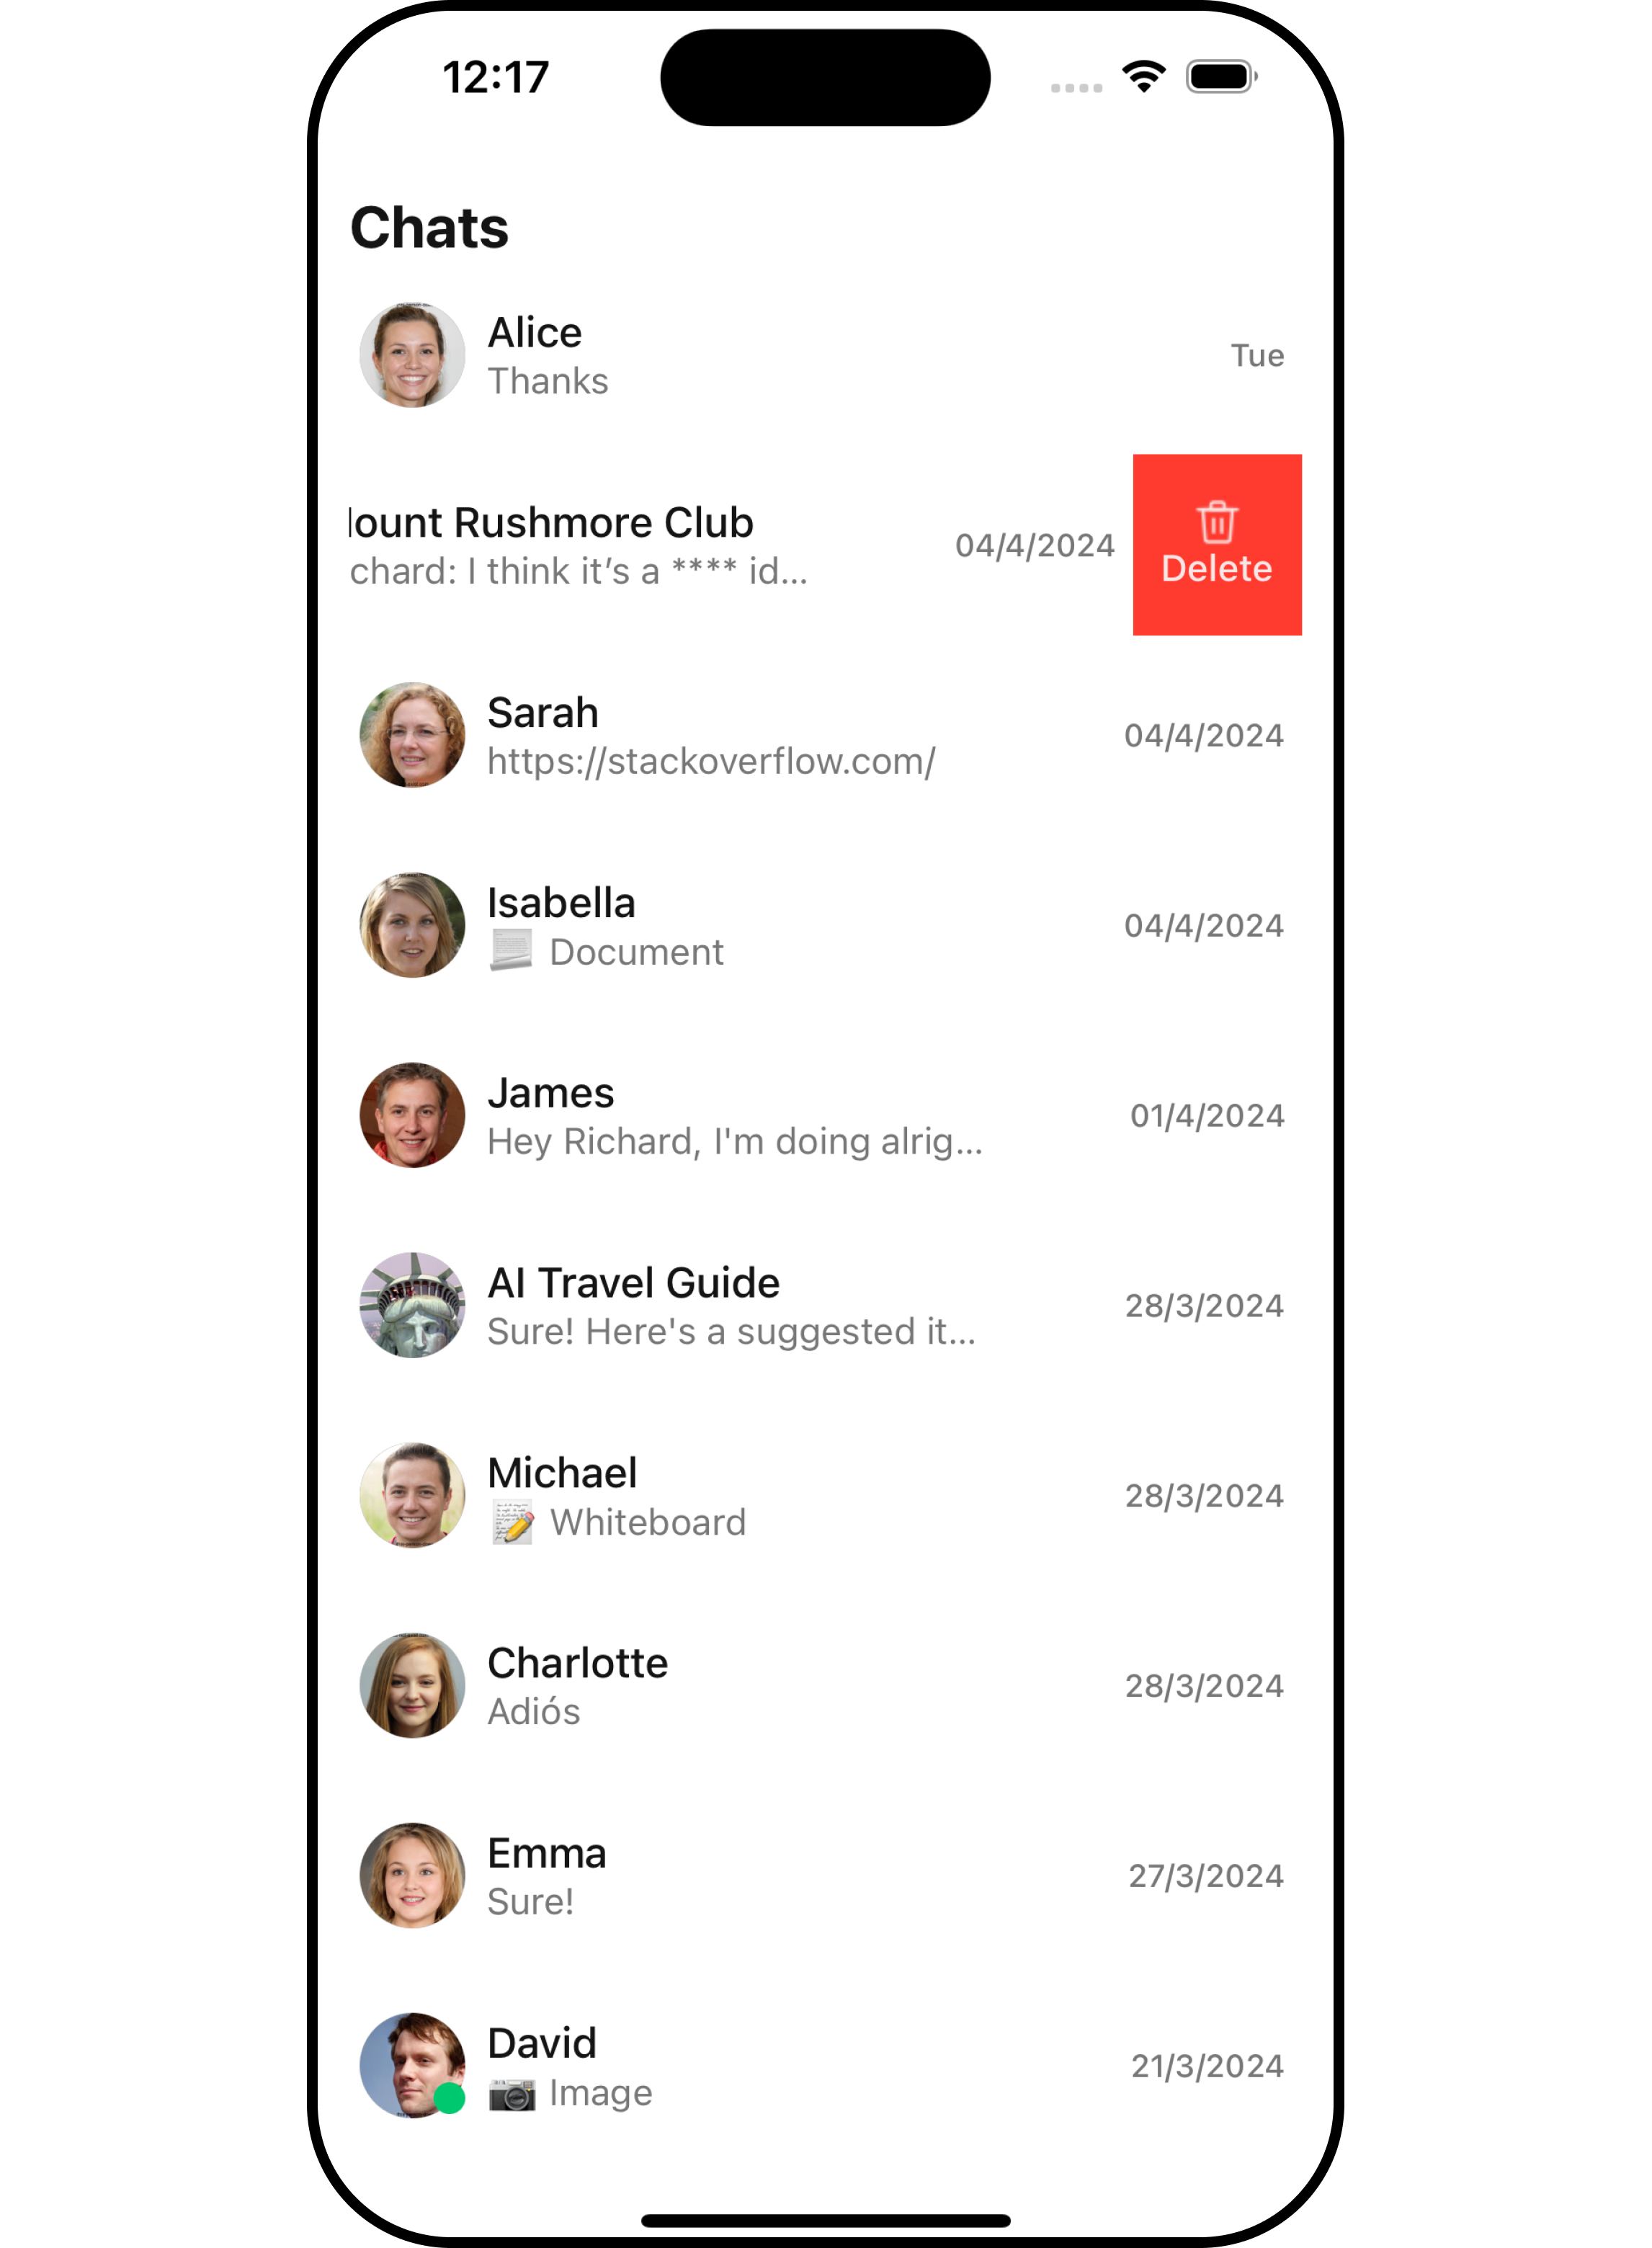 12:17
Chats
Alice
Thanks
Tue
ount Rushmore Club
chard: I think it’s a **** id...
04/4/2024
Delete
Sarah
https://stackoverflow.com/
04/4/2024
Isabella
Document
04/4/2024
James
Hey Richard, I'm doing alrig...
01/4/2024
AI Travel Guide
Sure! Here's a suggested it...
28/3/2024
Michael
Whiteboard
28/3/2024
Charlotte
Adiós
28/3/2024
Emma
Sure!
27/3/2024
David
Image
21/3/2024